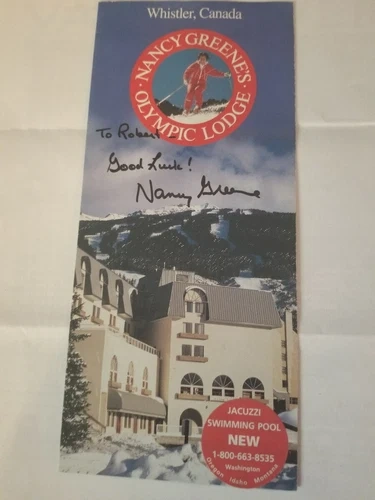 Whistler, Canada
NANCY GREENE'S
OLYMPIC LODGE
To Robert -
Good Luck!
Nancy Greene
JACUZZI
SWIMMING POOL
NEW
1-800-663-8535
Washington
Oregon Idaho Montana